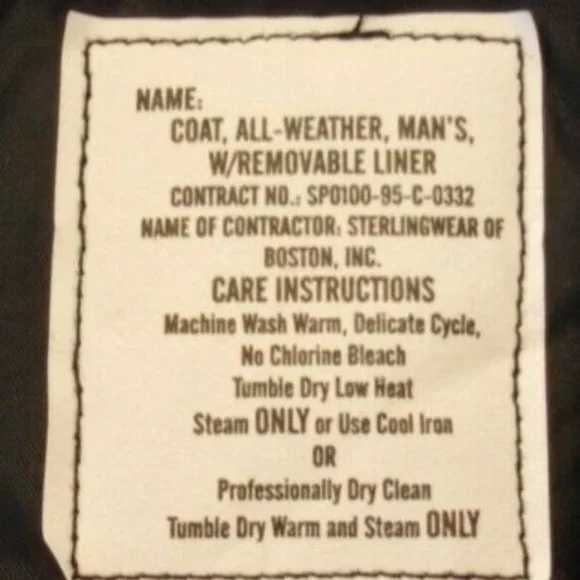 NAME:
COAT, ALL-WEATHER, MAN'S,
W/REMOVABLE LINER
CONTRACT NO.: SPO100-95-C-0332
NAME OF CONTRACTOR: STERLINGWEAR OF
BOSTON, INC.
CARE INSTRUCTIONS
Machine Wash Warm, Delicate Cycle,
No Chlorine Bleach
Tumble Dry Low Heat
Steam ONLY or Use Cool Iron
OR
Professionally Dry Clean
Tumble Dry Warm and Steam ONLY